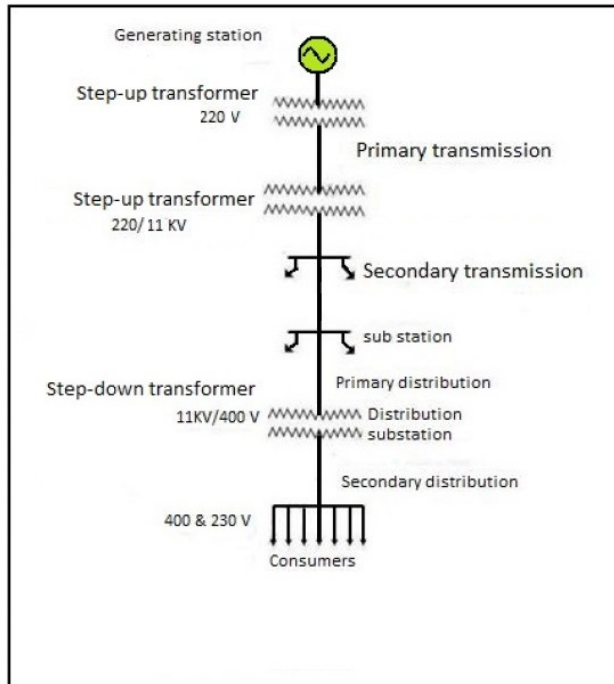 Generating station
Step-up transformer
220 V
Primary transmission
Step-up transformer
220/ 11 KV
Secondary transmission
sub station
Primary distribution
Step-down transformer
11KV/400 V
Distribution
substation
Secondary distribution
400 & 230 V
Consumers